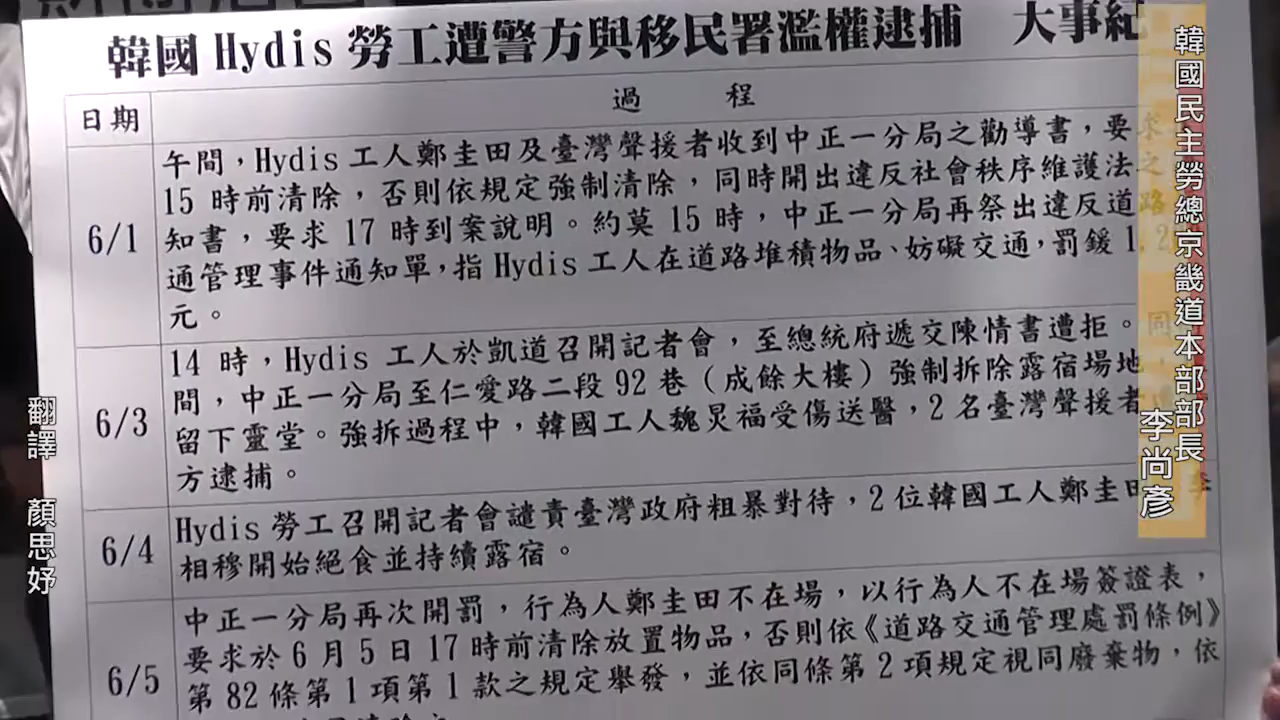 韓國 Hydis 勞工遭警方與移民署濫權逮捕 大事紀
日期 過 程
6/1
午間，Hydis 工人鄭圭田及臺灣聲援者收到中正一分局之勸導書，要求
15 時前清除，否則依規定強制清除，同時開出違反社會秩序維護法之
知書，要求 17 時到案說明。約莫 15 時，中正一分局再祭出違反道路
通管理事件通知單，指 Hydis 工人在道路堆積物品、妨礙交通，罰鍰 1,2
元。
6/3
14 時，Hydis 工人於凱道召開記者會，至總統府遞交陳情書遭拒。同
間，中正一分局至仁愛路二段 92 巷（成餘大樓）強制拆除露宿場地
留下靈堂。強拆過程中，韓國工人魏炅福受傷送醫，2 名臺灣聲援者
方逮捕。
6/4
Hydis 勞工召開記者會譴責臺灣政府粗暴對待，2 位韓國工人鄭圭田 李
相穆開始絕食並持續露宿。
6/5
中正一分局再次開罰，行為人鄭圭田不在場，以行為人不在場簽證表，
要求於 6 月 5 日 17 時前清除放置物品，否則依《道路交通管理處罰條例》
第 82 條第 1 項第 1 款之規定舉發，並依同條第 2 項規定視同廢棄物，依
韓國民主勞總京畿道本部部長
李尚彥
翻譯 顏思妤